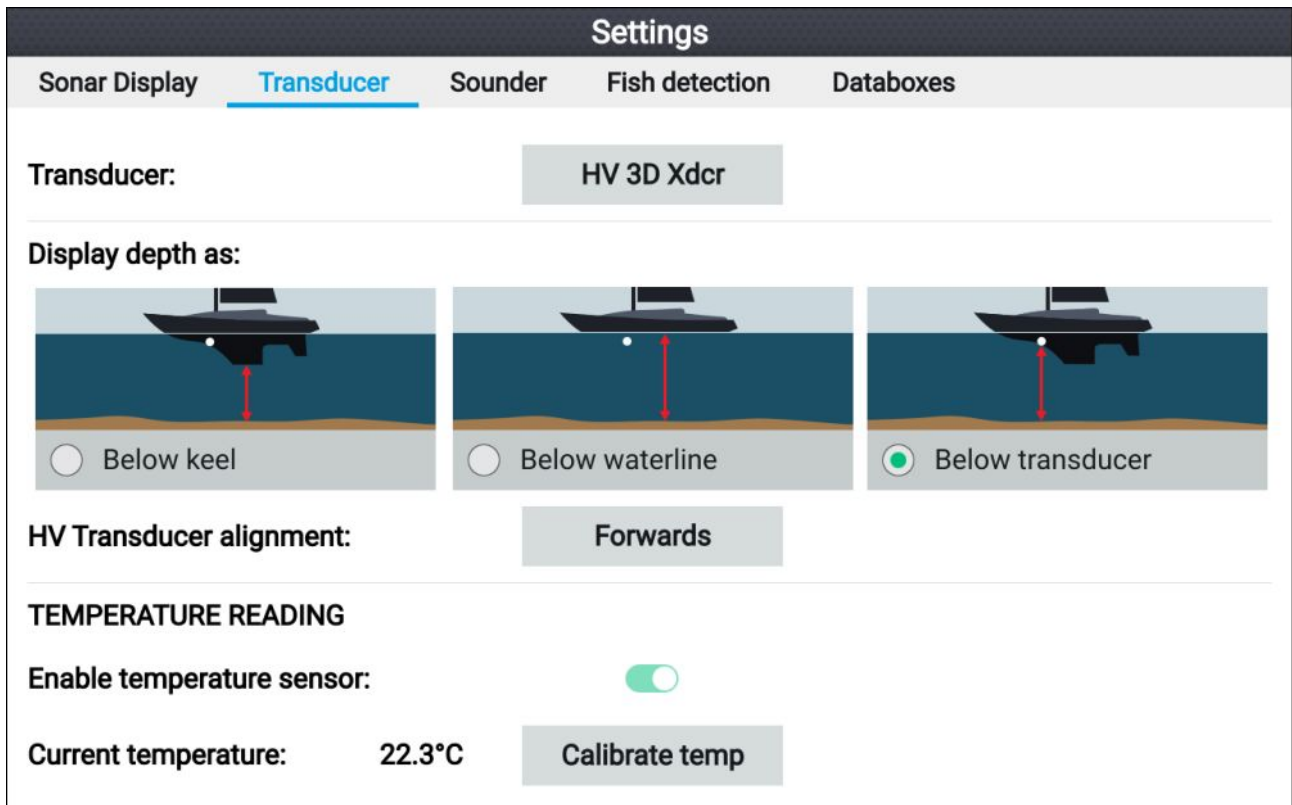 Settings
Sonar Display Transducer Sounder Fish detection Databoxes
Transducer: HV 3D Xdcr
Display depth as:
Below keel Below waterline Below transducer
HV Transducer alignment: Forwards
TEMPERATURE READING
Enable temperature sensor:
Current temperature: 22.3°C Calibrate temp